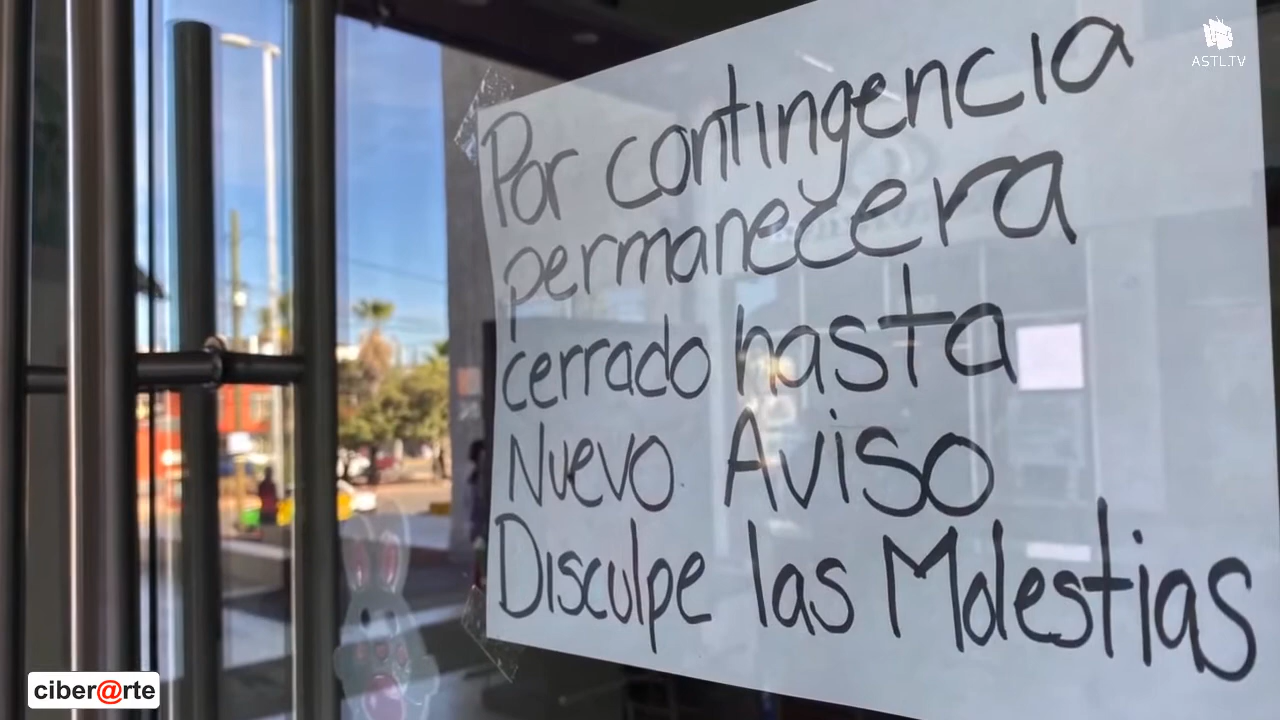 ASTL.TV
Por contingencia
permanecera
cerrado hasta
Nuevo Aviso
Disculpe las Molestias
ciber@rte